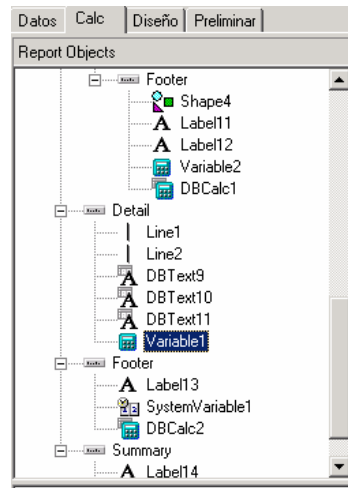 Datos Calc Diseño Preliminar
Report Objects
Footer
Shape4
Label11
Label12
Variable2
DBCalc1
Detail
Line1
Line2
DBText9
DBText10
DBText11
Variable1
Footer
Label13
SystemVariable1
DBCalc2
Summary
Label14